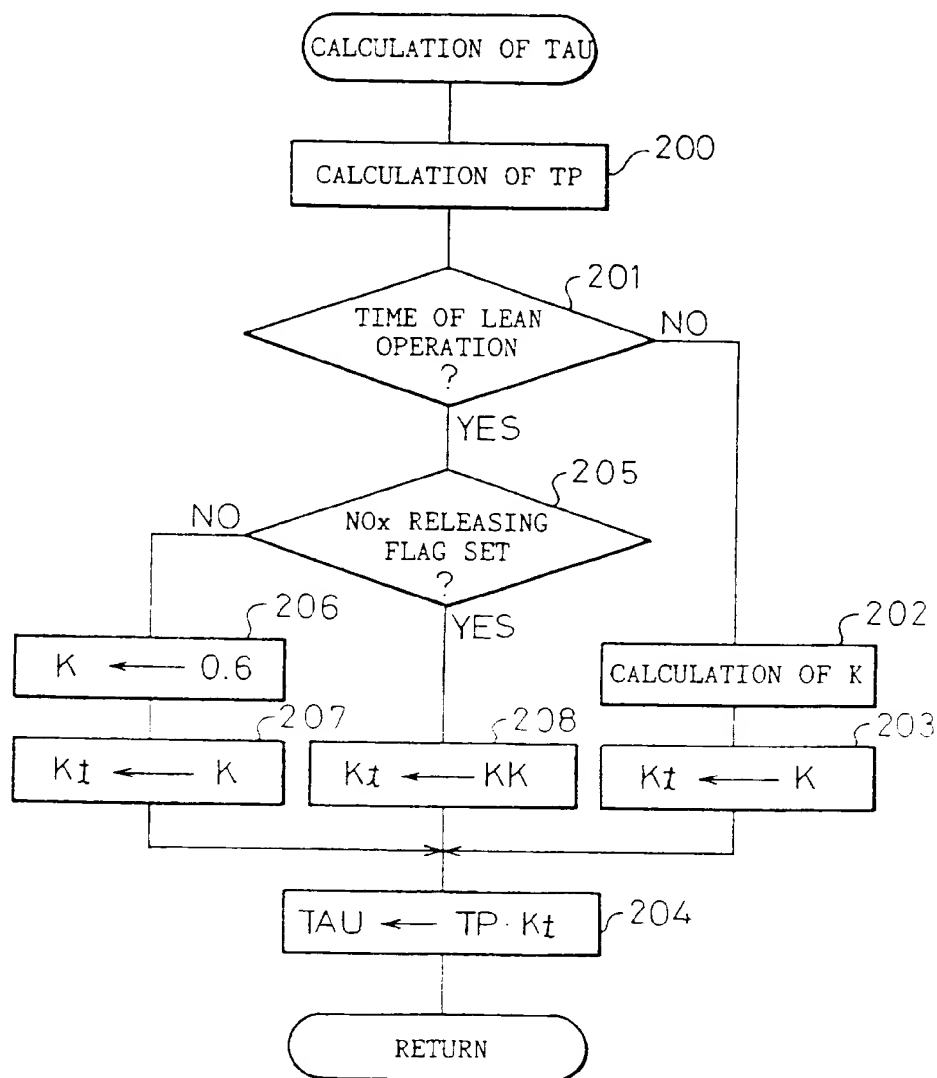 CALCULATION OF TAU
CALCULATION OF TP
200
201
TIME OF LEAN
OPERATION
?
NO
YES
205
NO
NOx RELEASING
FLAG SET
?
YES
206
K ← 0.6
202
CALCULATION OF K
207
Kt ← K
208
Kt ← KK
203
Kt ← K
TAU ← TP · Kt
204
RETURN